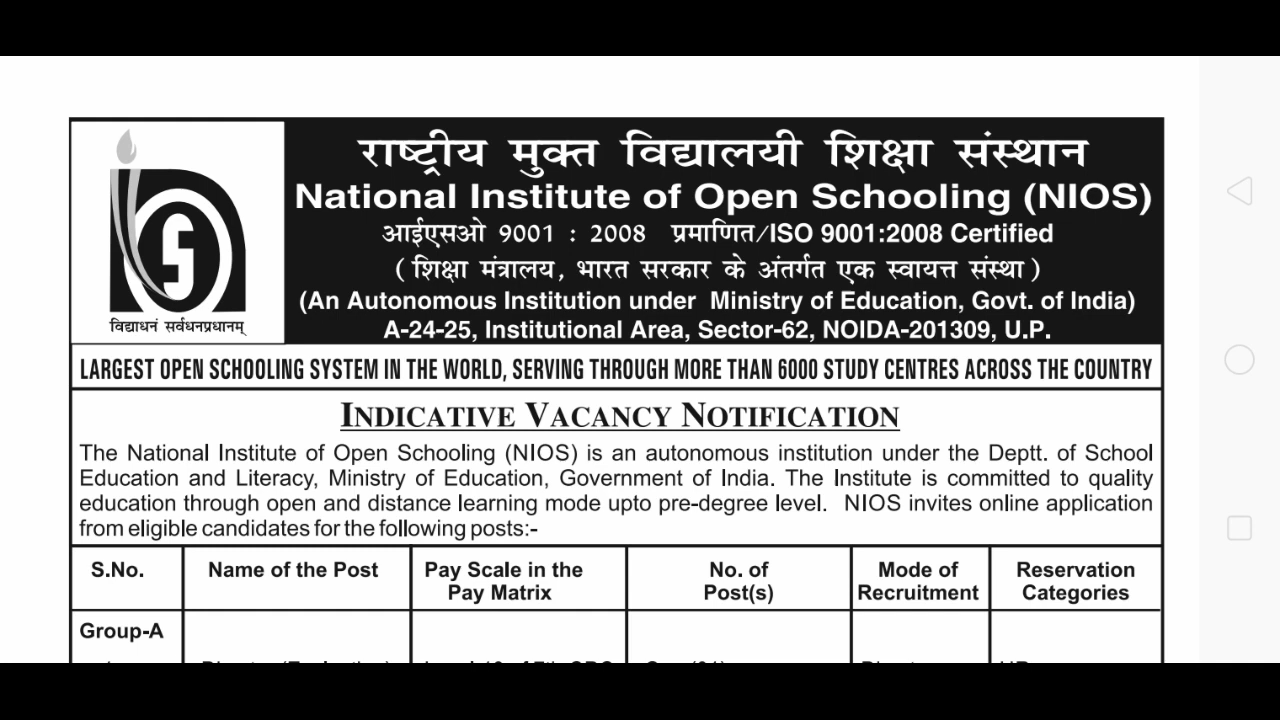 राष्ट्रीय मुक्त विद्यालयी शिक्षा संस्थान
National Institute of Open Schooling (NIOS)
आईएसओ 9001 : 2008 प्रमाणित/ISO 9001:2008 Certified
( शिक्षा मंत्रालय, भारत सरकार के अंतर्गत एक स्वायत्त संस्था )
(An Autonomous Institution under Ministry of Education, Govt. of India)
विद्याधनं सर्वधनप्रधानम्
A-24-25, Institutional Area, Sector-62, NOIDA-201309, U.P.
LARGEST OPEN SCHOOLING SYSTEM IN THE WORLD, SERVING THROUGH MORE THAN 6000 STUDY CENTRES ACROSS THE COUNTRY
INDICATIVE VACANCY NOTIFICATION
The National Institute of Open Schooling (NIOS) is an autonomous institution under the Deptt. of School
Education and Literacy, Ministry of Education, Government of India. The Institute is committed to quality
education through open and distance learning mode upto pre-degree level. NIOS invites online application
from eligible candidates for the following posts:-
S.No. Name of the Post Pay Scale in the Pay Matrix No. of Post(s) Mode of Recruitment Reservation Categories
Group-A